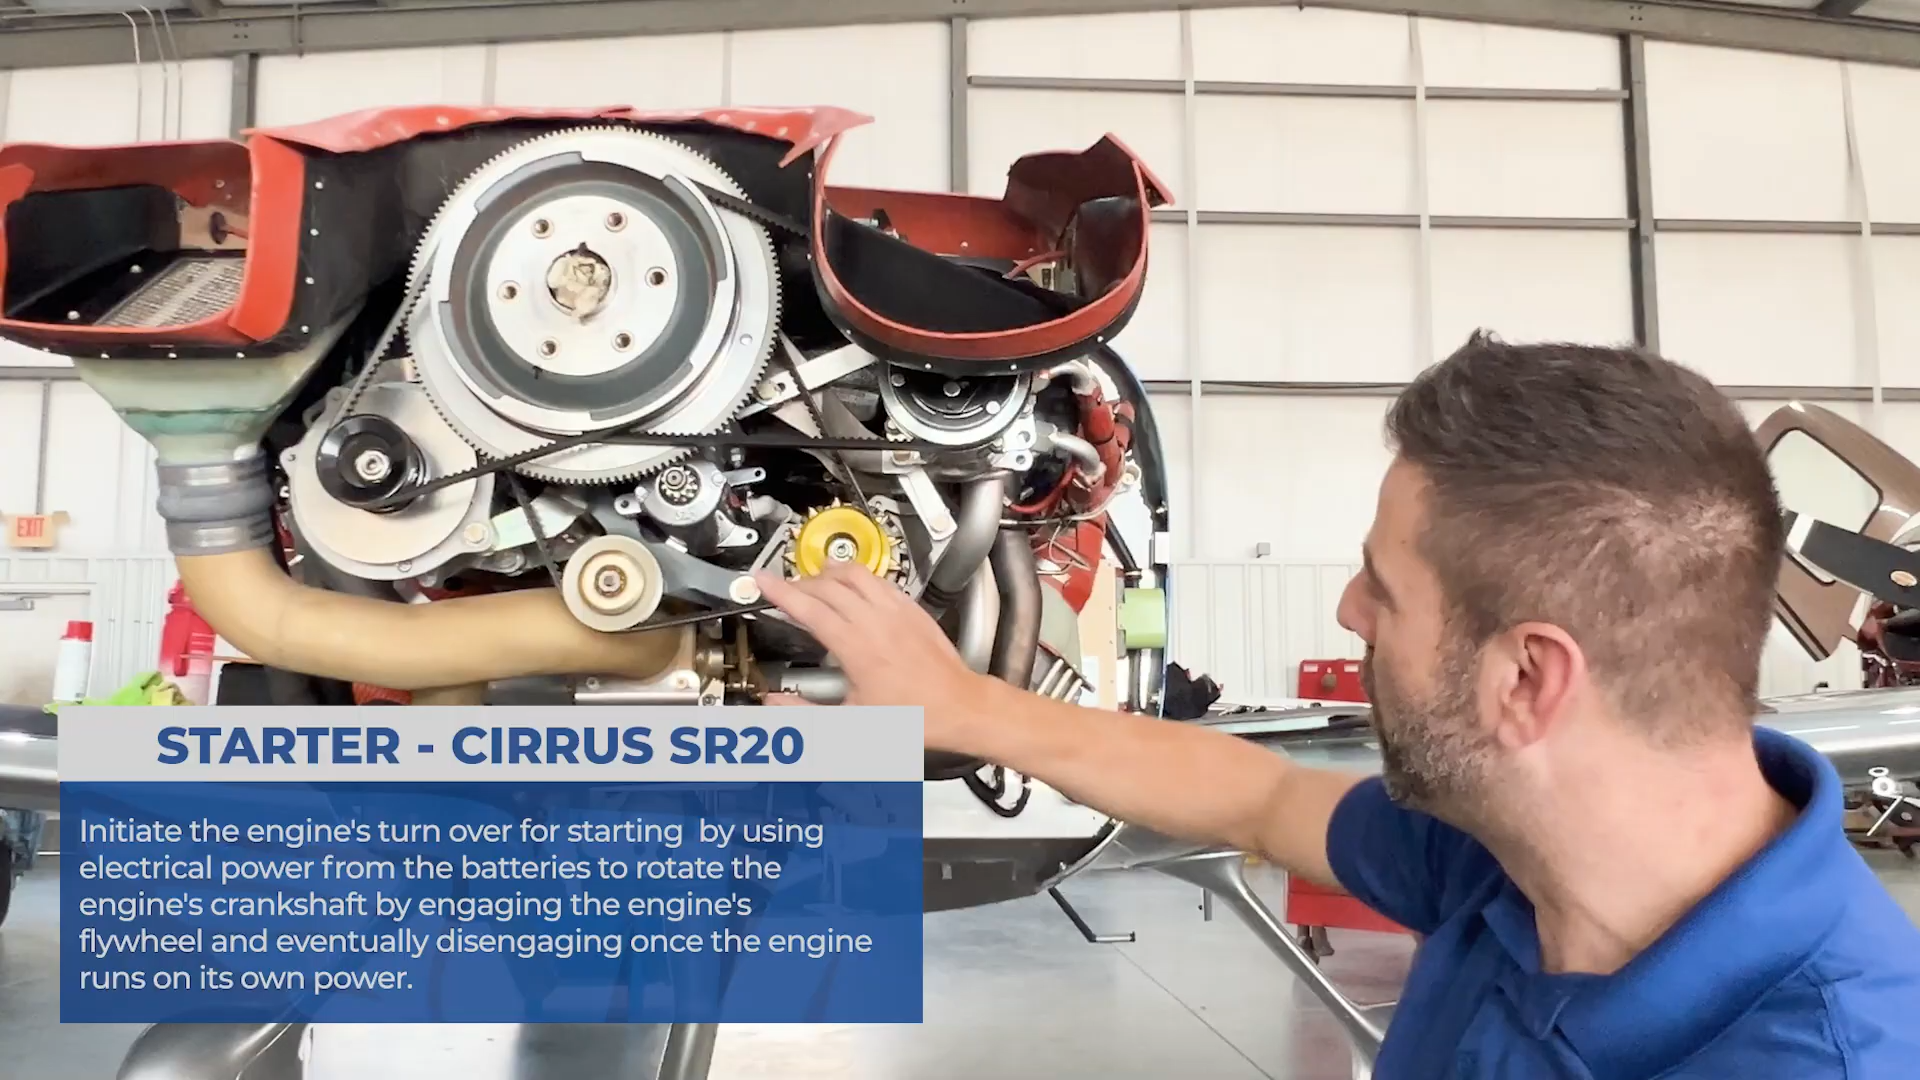 EXIT
STARTER - CIRRUS SR20
Initiate the engine's turn over for starting  by using
electrical power from the batteries to rotate the
engine's crankshaft by engaging the engine's
flywheel and eventually disengaging once the engine
runs on its own power.